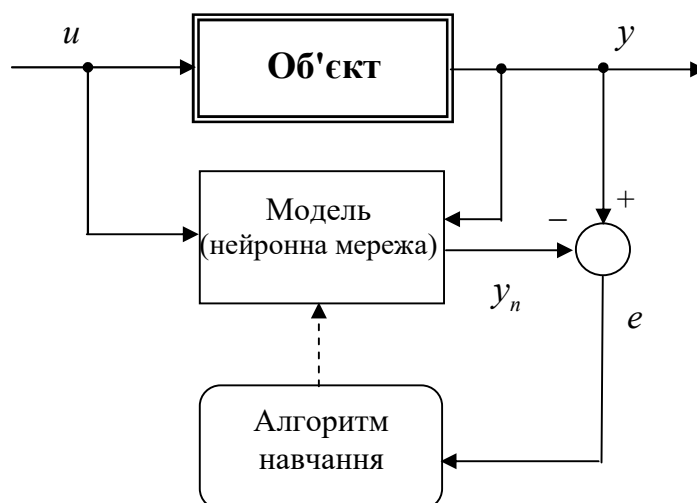 u
y
Об'єкт
Модель
(нейронна мережа)
− +
yₙ
e
Алгоритм
навчання